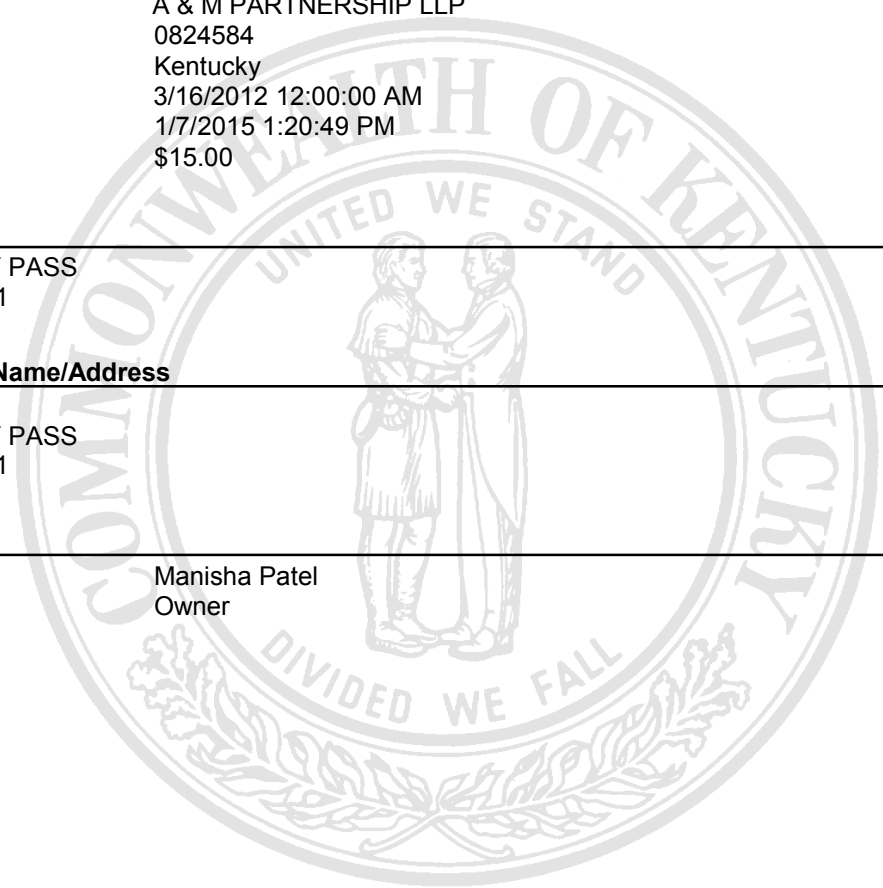 A & M PARTNERSHIP LLP
0824584
Kentucky
3/16/2012 12:00:00 AM
1/7/2015 1:20:49 PM
$15.00
PASS
1
Name/Address
PASS
1
Manisha Patel
Owner
COMMONWEALTH OF KENTUCKY
UNITED WE STAND
DIVIDED WE FALL